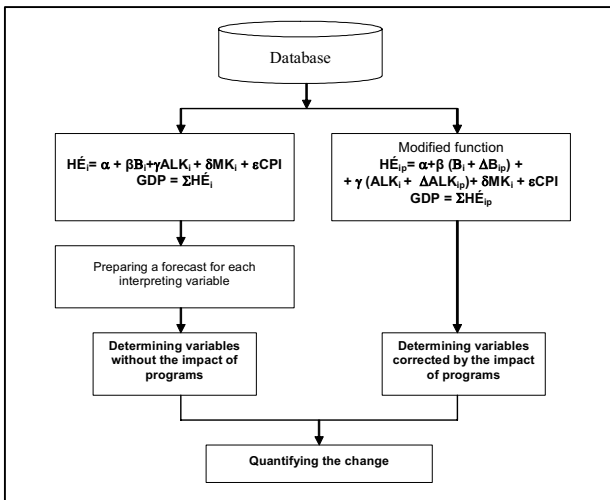 Database
HÉᵢ= α + βBᵢ+γALKᵢ + δMKᵢ + εCPI
GDP = ΣHÉᵢ
Modified function
HÉᵢₚ= α+β (Bᵢ + ΔBᵢₚ) +
+ γ (ALKᵢ + ΔALKᵢₚ)+ δMKᵢ + εCPI
GDP = ΣHÉᵢₚ
Preparing a forecast for each
interpreting variable
Determining variables
without the impact of
programs
Determining variables
corrected by the impact
of programs
Quantifying the change